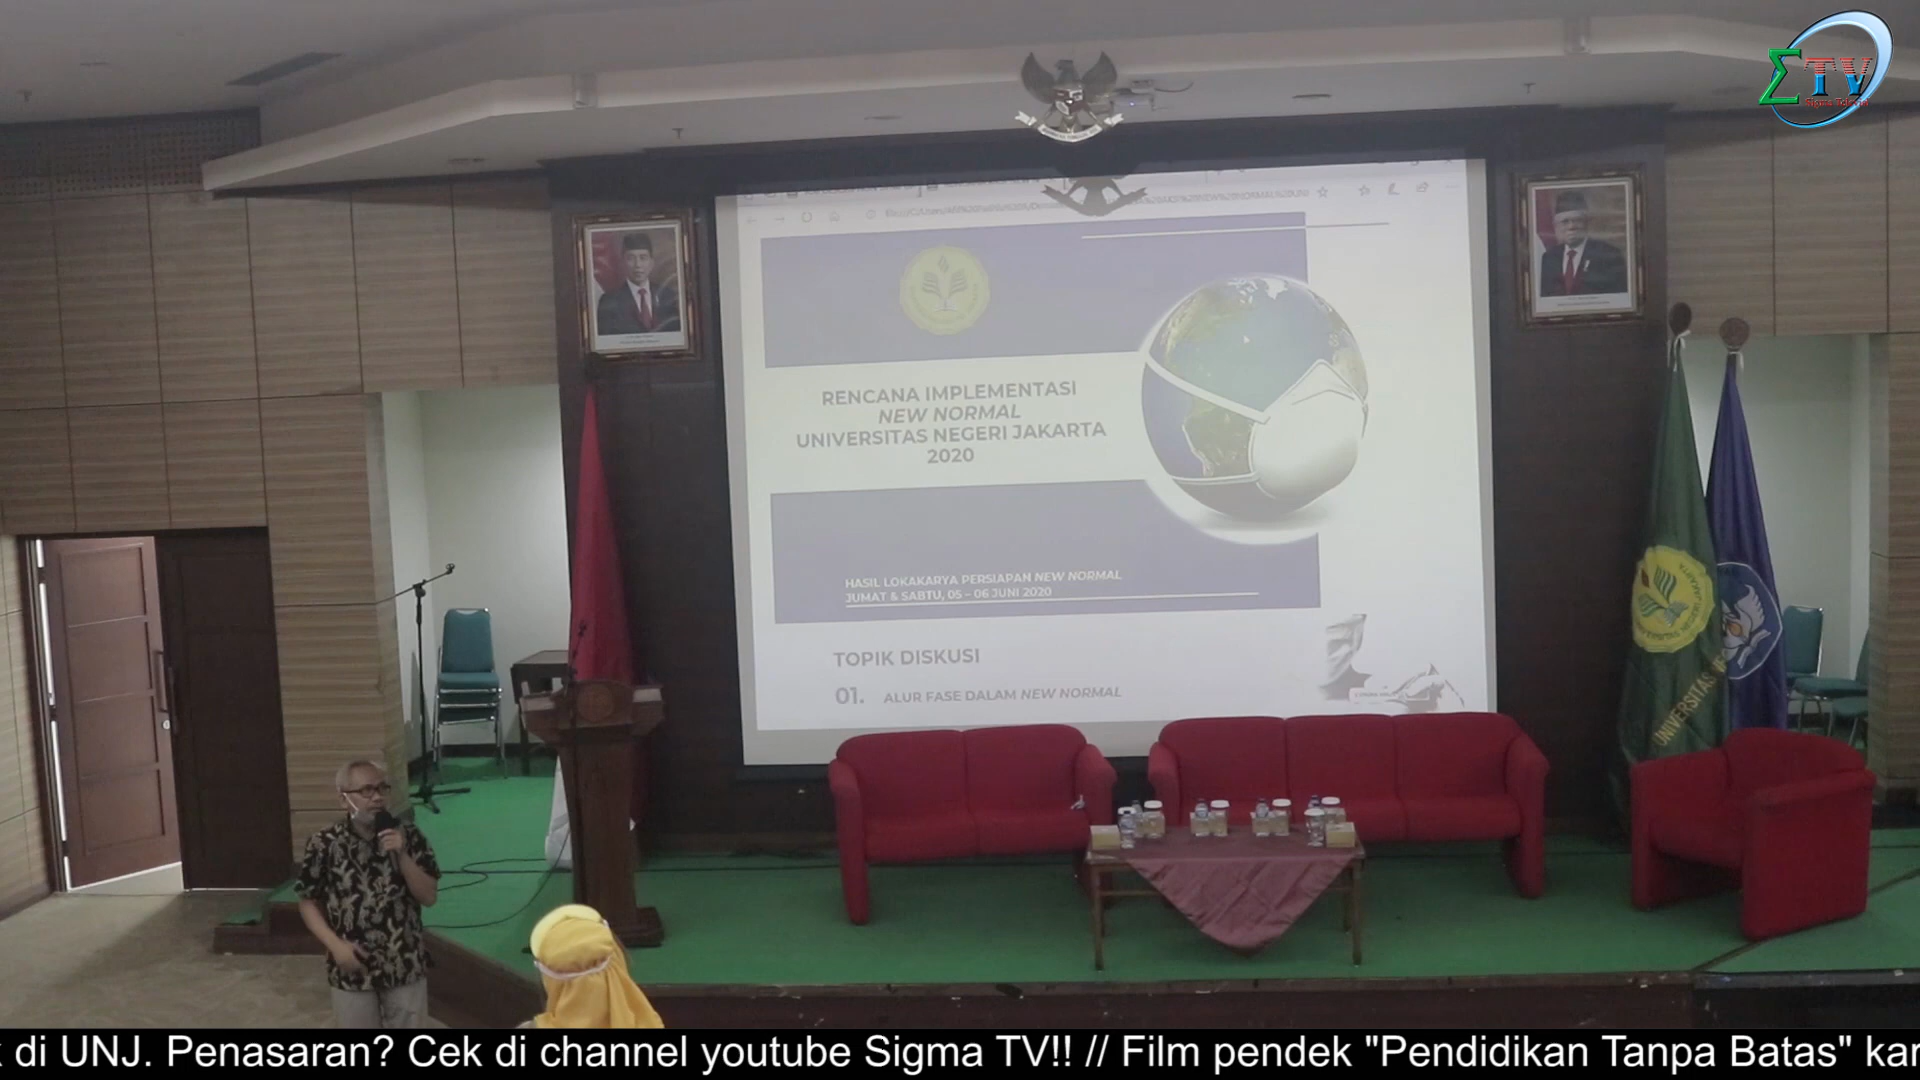 ΣTV
Sigma
RENCANA IMPLEMENTASI
NEW NORMAL
UNIVERSITAS NEGERI JAKARTA
2020
HASIL LOKAKARYA PERSIAPAN NEW NORMAL
JUMAT & SABTU, 05 – 06 JUNI 2020
TOPIK DISKUSI
01. ALUR FASE DALAM NEW NORMAL
UNIVERSITAS
di UNJ. Penasaran? Cek di channel youtube Sigma TV!! // Film pendek "Pendidikan Tanpa Batas" kar